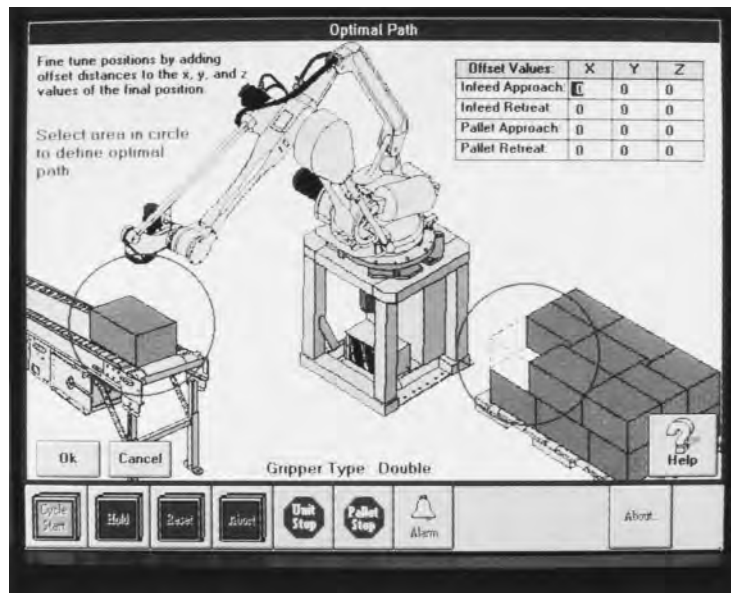 Optimal Path
Fine tune positions by adding
offset distances to the x, y, and z
values of the final position.
Select area in circle
to define optimal
path
Offset Values: X Y Z
Infeed Approach: 0 0 0
Infeed Retreat 0 0 0
Pallet Approach 0 0 0
Pallet Retreat 0 0 0
Ok
Cancel
Gripper Type Double
Help
Cycle
Start
Hold
Reset
Abort
Unit
Stop
Pallet
Stop
Alarm
About...